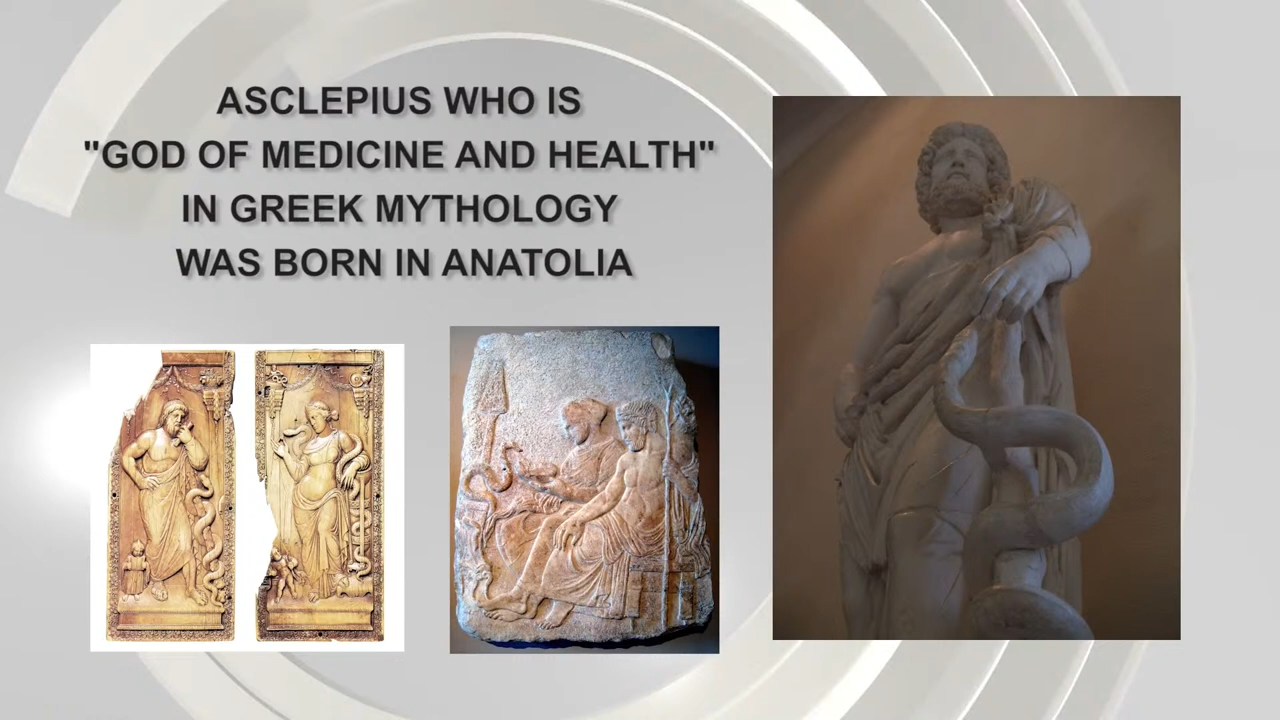 ASCLEPIUS WHO IS
"GOD OF MEDICINE AND HEALTH"
IN GREEK MYTHOLOGY
WAS BORN IN ANATOLIA